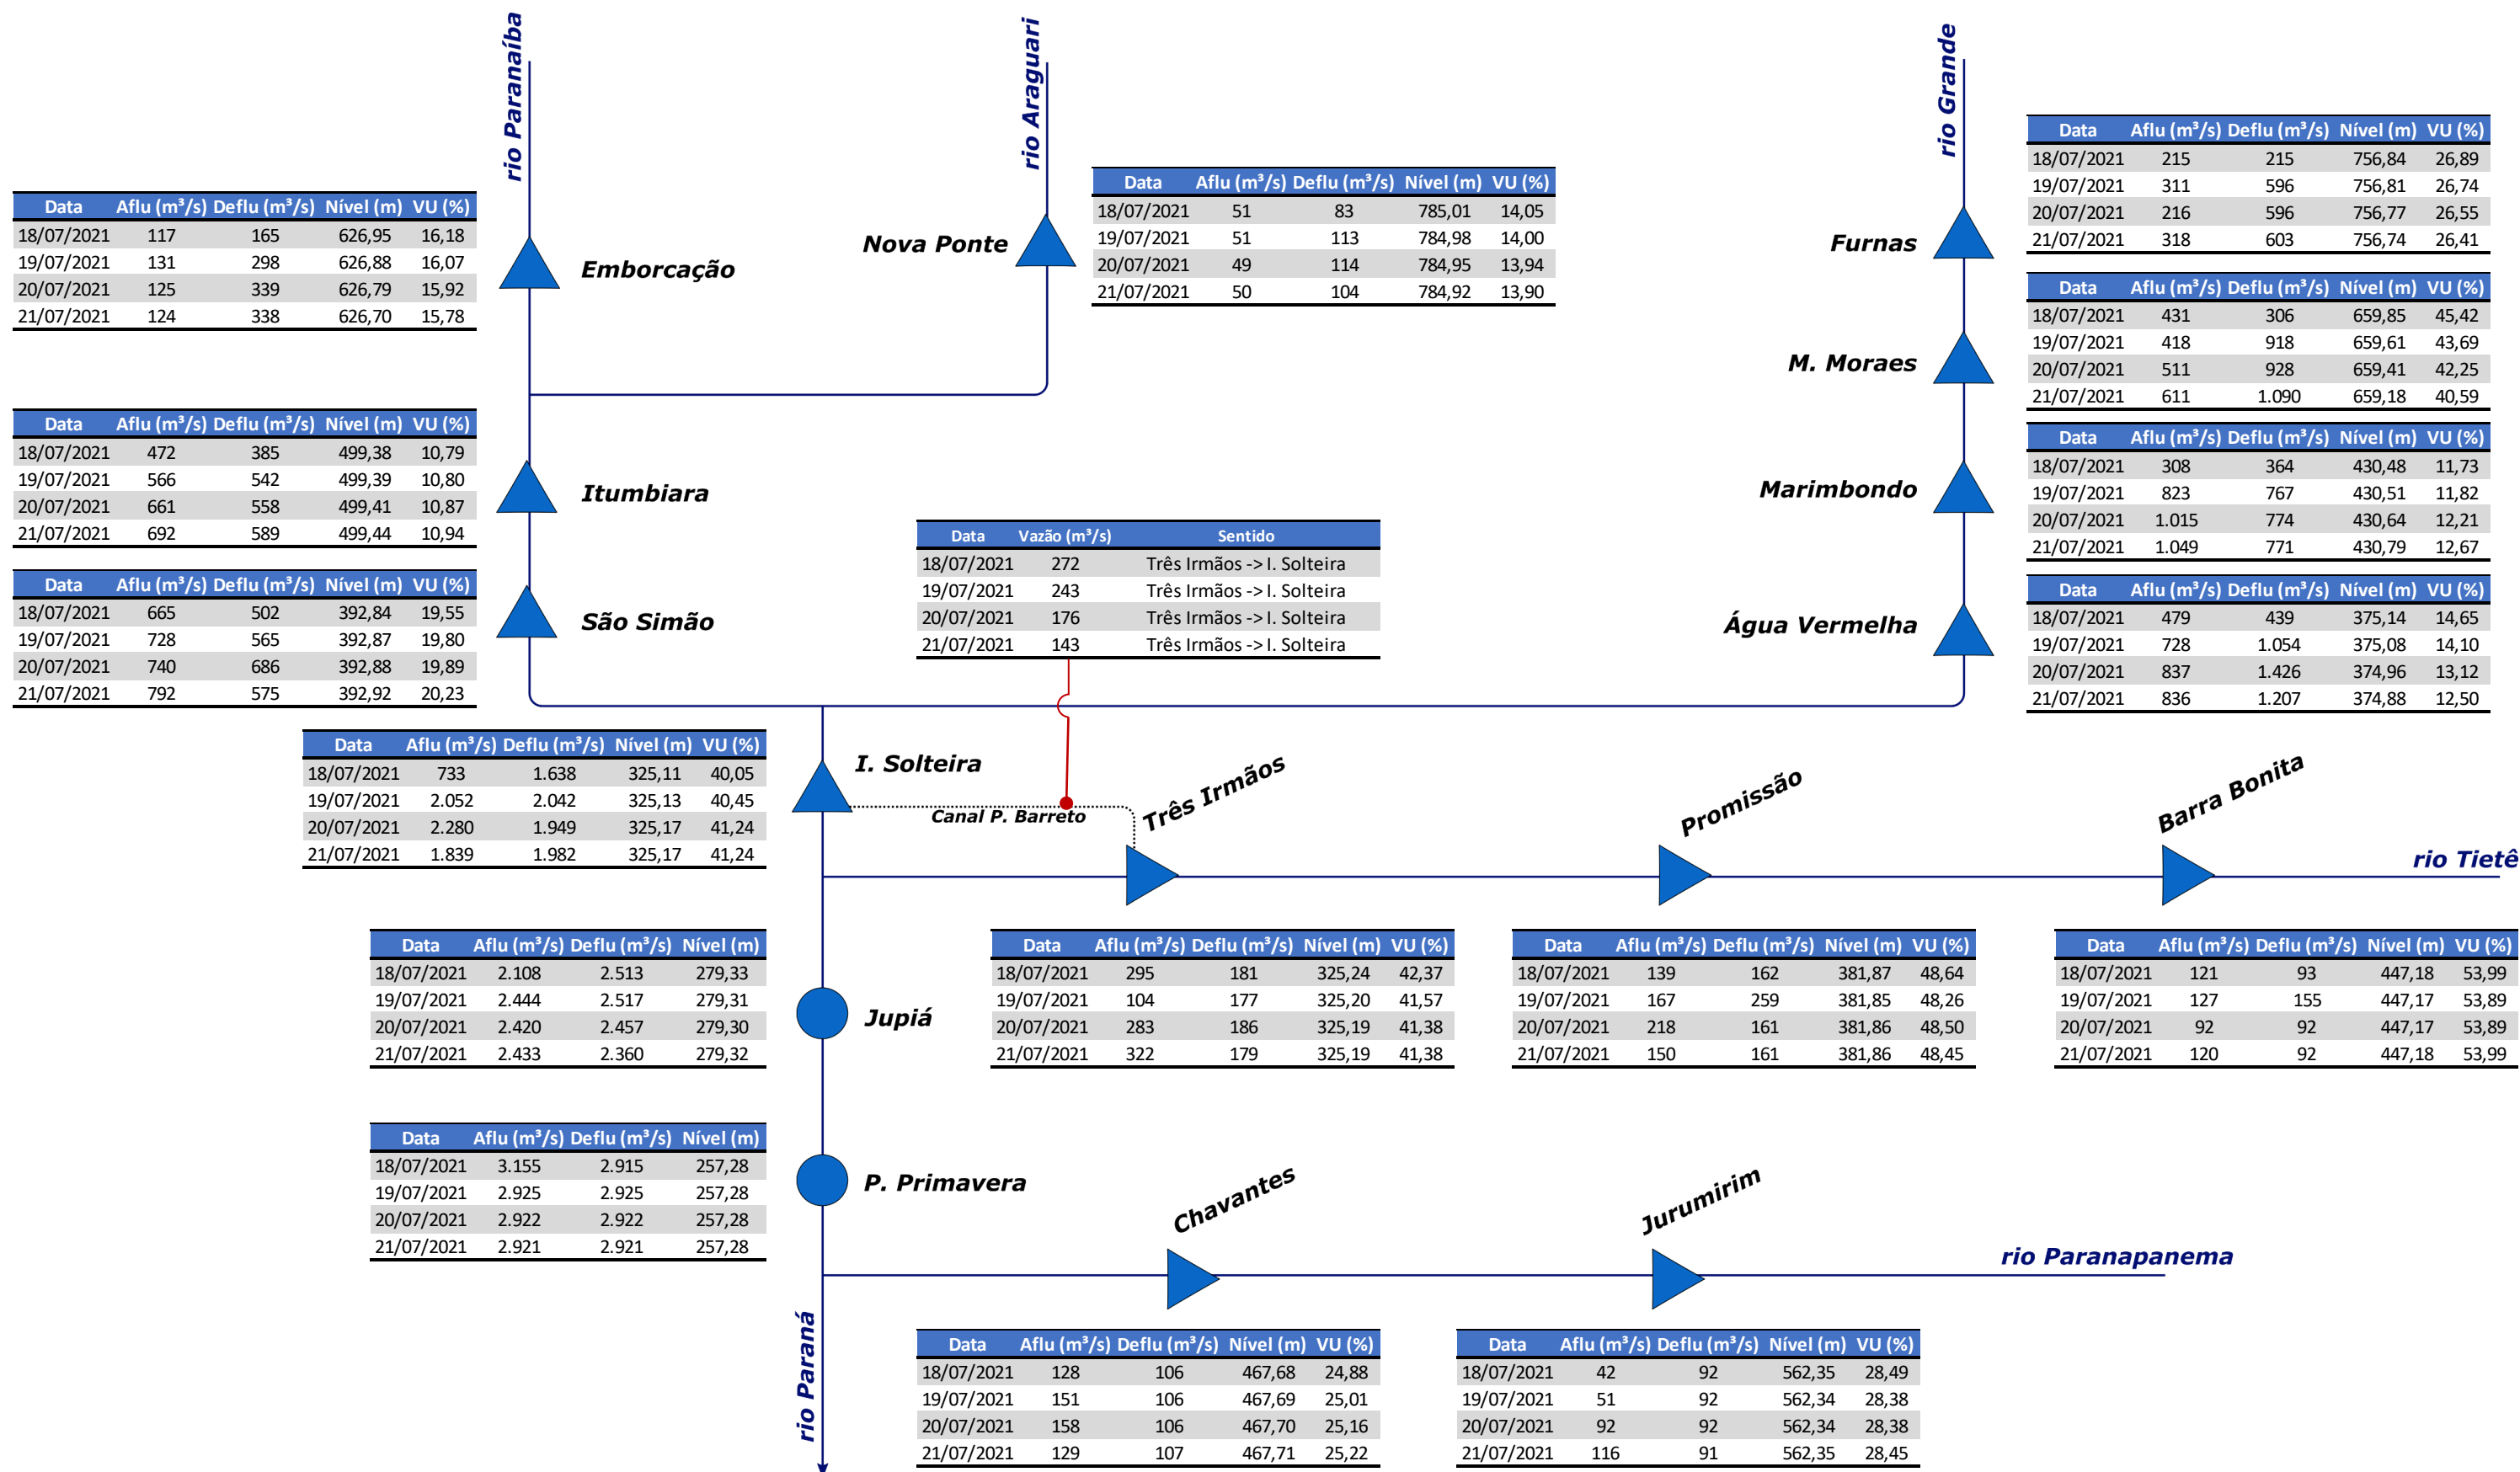 rio Paranaíba
rio Araguari
rio Grande
Data Aflu (m³/s) Deflu (m³/s) Nível (m) VU (%)
18/07/2021 215 215 756,84 26,89
19/07/2021 311 596 756,81 26,74
20/07/2021 216 596 756,77 26,55
21/07/2021 318 603 756,74 26,41
Furnas
Data Aflu (m³/s) Deflu (m³/s) Nível (m) VU (%)
18/07/2021 51 83 785,01 14,05
19/07/2021 51 113 784,98 14,00
20/07/2021 49 114 784,95 13,94
21/07/2021 50 104 784,92 13,90
Nova Ponte
Data Aflu (m³/s) Deflu (m³/s) Nível (m) VU (%)
18/07/2021 117 165 626,95 16,18
19/07/2021 131 298 626,88 16,07
20/07/2021 125 339 626,79 15,92
21/07/2021 124 338 626,70 15,78
Emborcação
Data Aflu (m³/s) Deflu (m³/s) Nível (m) VU (%)
18/07/2021 431 306 659,85 45,42
19/07/2021 418 918 659,61 43,69
20/07/2021 511 928 659,41 42,25
21/07/2021 611 1.090 659,18 40,59
M. Moraes
Data Aflu (m³/s) Deflu (m³/s) Nível (m) VU (%)
18/07/2021 472 385 499,38 10,79
19/07/2021 566 542 499,39 10,80
20/07/2021 661 558 499,41 10,87
21/07/2021 692 589 499,44 10,94
Itumbiara
Data Aflu (m³/s) Deflu (m³/s) Nível (m) VU (%)
18/07/2021 308 364 430,48 11,73
19/07/2021 823 767 430,51 11,82
20/07/2021 1.015 774 430,64 12,21
21/07/2021 1.049 771 430,79 12,67
Marimbondo
Data Vazão (m³/s) Sentido
18/07/2021 272 Três Irmãos -> I. Solteira
19/07/2021 243 Três Irmãos -> I. Solteira
20/07/2021 176 Três Irmãos -> I. Solteira
21/07/2021 143 Três Irmãos -> I. Solteira
Data Aflu (m³/s) Deflu (m³/s) Nível (m) VU (%)
18/07/2021 665 502 392,84 19,55
19/07/2021 728 565 392,87 19,80
20/07/2021 740 686 392,88 19,89
21/07/2021 792 575 392,92 20,23
São Simão
Data Aflu (m³/s) Deflu (m³/s) Nível (m) VU (%)
18/07/2021 479 439 375,14 14,65
19/07/2021 728 1.054 375,08 14,10
20/07/2021 837 1.426 374,96 13,12
21/07/2021 836 1.207 374,88 12,50
Água Vermelha
Data Aflu (m³/s) Deflu (m³/s) Nível (m) VU (%)
18/07/2021 733 1.638 325,11 40,05
19/07/2021 2.052 2.042 325,13 40,45
20/07/2021 2.280 1.949 325,17 41,24
21/07/2021 1.839 1.982 325,17 41,24
I. Solteira
Canal P. Barreto
Três Irmãos
Promissão
Barra Bonita
rio Tietê
Data Aflu (m³/s) Deflu (m³/s) Nível (m)
18/07/2021 2.108 2.513 279,33
19/07/2021 2.444 2.517 279,31
20/07/2021 2.420 2.457 279,30
21/07/2021 2.433 2.360 279,32
Jupiá
Data Aflu (m³/s) Deflu (m³/s) Nível (m) VU (%)
18/07/2021 295 181 325,24 42,37
19/07/2021 104 177 325,20 41,57
20/07/2021 283 186 325,19 41,38
21/07/2021 322 179 325,19 41,38
Data Aflu (m³/s) Deflu (m³/s) Nível (m) VU (%)
18/07/2021 139 162 381,87 48,64
19/07/2021 167 259 381,85 48,26
20/07/2021 218 161 381,86 48,50
21/07/2021 150 161 381,86 48,45
Data Aflu (m³/s) Deflu (m³/s) Nível (m) VU (%)
18/07/2021 121 93 447,18 53,99
19/07/2021 127 155 447,17 53,89
20/07/2021 92 92 447,17 53,89
21/07/2021 120 92 447,18 53,99
Data Aflu (m³/s) Deflu (m³/s) Nível (m)
18/07/2021 3.155 2.915 257,28
19/07/2021 2.925 2.925 257,28
20/07/2021 2.922 2.922 257,28
21/07/2021 2.921 2.921 257,28
P. Primavera
Chavantes
Jurumirim
rio Paranapanema
rio Paraná
Data Aflu (m³/s) Deflu (m³/s) Nível (m) VU (%)
18/07/2021 128 106 467,68 24,88
19/07/2021 151 106 467,69 25,01
20/07/2021 158 106 467,70 25,16
21/07/2021 129 107 467,71 25,22
Data Aflu (m³/s) Deflu (m³/s) Nível (m) VU (%)
18/07/2021 42 92 562,35 28,49
19/07/2021 51 92 562,34 28,38
20/07/2021 92 92 562,34 28,38
21/07/2021 116 91 562,35 28,45